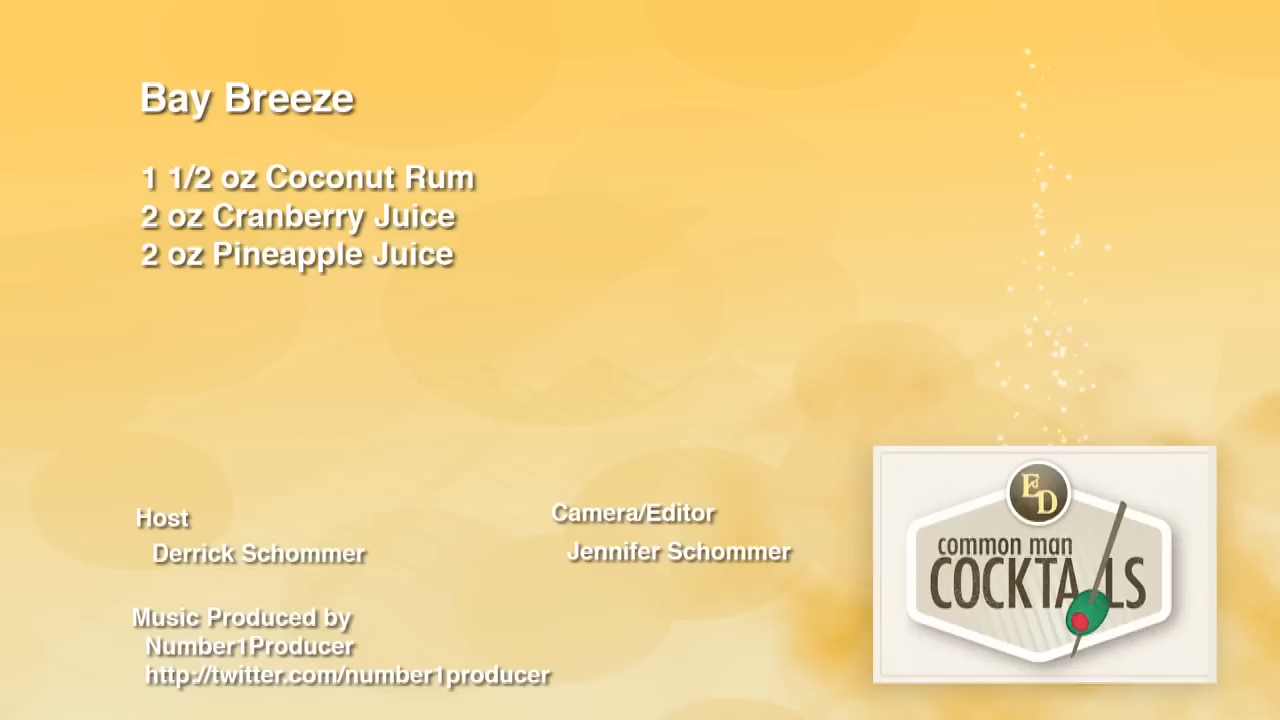 Bay Breeze
1 1/2 oz Coconut Rum
2 oz Cranberry Juice
2 oz Pineapple Juice
Host
Derrick Schommer
Camera/Editor
Jennifer Schommer
Music Produced by
Number1Producer
http://twitter.com/number1producer
ED
common man
COCKTAILS